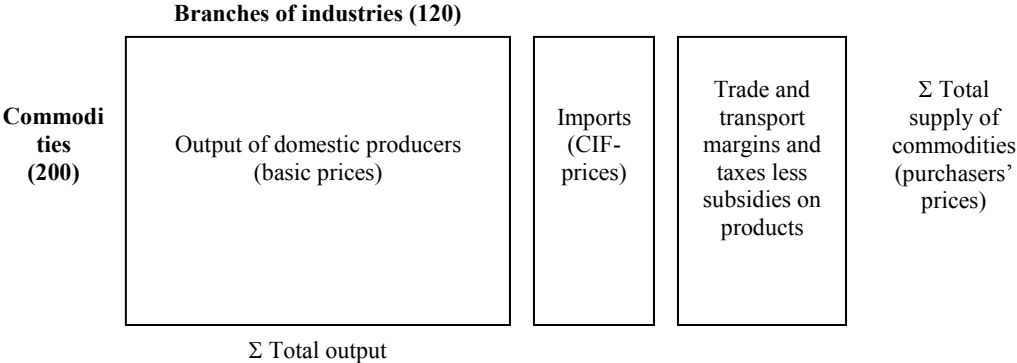 Branches of industries (120)
Commodi
ties
(200)
Output of domestic producers
(basic prices)
Imports
(CIF-
prices)
Trade and
transport
margins and
taxes less
subsidies on
products
Σ Total
supply of
commodities
(purchasers’
prices)
Σ Total output